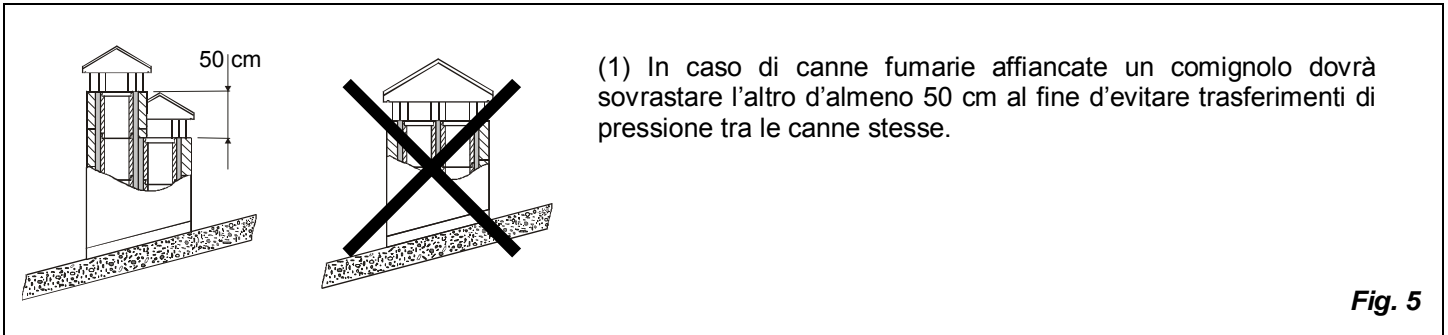 50 cm
(1) In caso di canne fumarie affiancate un comignolo dovrà
sovrastare l'altro d'almeno 50 cm al fine d'evitare trasferimenti di
pressione tra le canne stesse.
Fig. 5